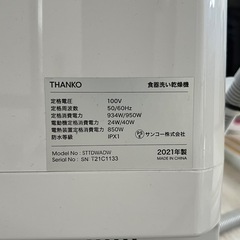 THANKO 食器洗い乾燥機
定格電圧 100V
定格周波数 50/60Hz
定格消費電力 934W/950W
電動機定格消費電力 24W/40W
電熱装置定格消費電力 850W
防水等級 IPX1
サンコー株式会社
Model No : STTDWADW
Serial No : SN T21C1133
2021年製
MADE IN CHINA